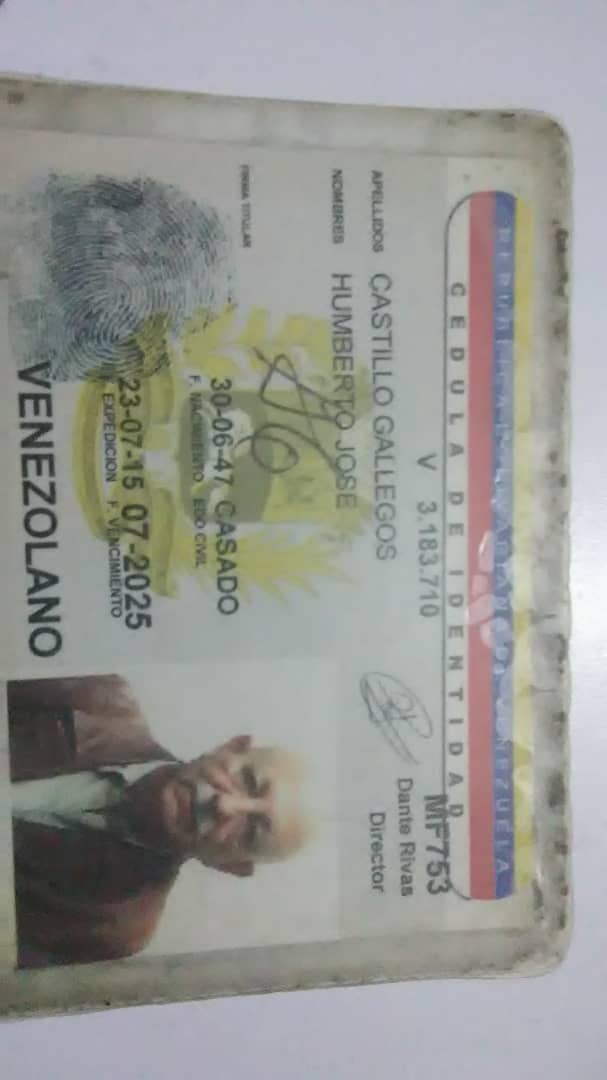 REPUBLICA BOLIVARIANA DE VENEZUELA
CEDULA DE IDENTIDAD
V 3.183.710
MF753
APELLIDOS CASTILLO GALLEGOS
Dante Rivas
Director
NOMBRES HUMBERTO JOSE
FIRMA TITULAR
30-06-47 CASADO
F. NACIMIENTO EDO CIVIL
23-07-15 07-2025
EXPEDICION F. VENCIMIENTO
VENEZOLANO